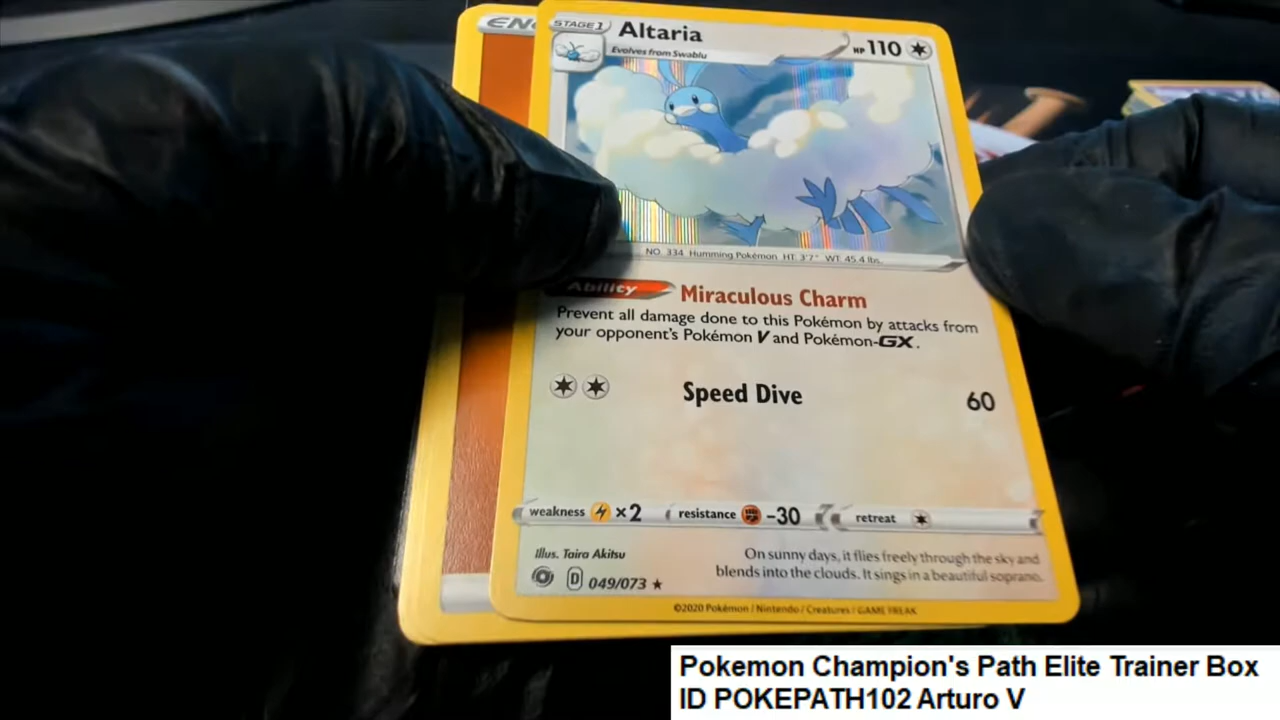 EN
STAGE 1 Altaria HP 110
Evolves from Swablu
NO. 334 Humming Pokémon HT: 3'7" WT: 45.4 lbs.
Ability Miraculous Charm
Prevent all damage done to this Pokémon by attacks from
your opponent's Pokémon V and Pokémon-GX.
Speed Dive 60
weakness ×2 resistance -30 retreat
Illus. Taira Akitsu
On sunny days, it flies freely through the sky and
blends into the clouds. It sings in a beautiful soprano.
D 049/073 ★
©2020 Pokémon / Nintendo / Creatures / GAME FREAK
Pokemon Champion's Path Elite Trainer Box
ID POKEPATH102 Arturo V